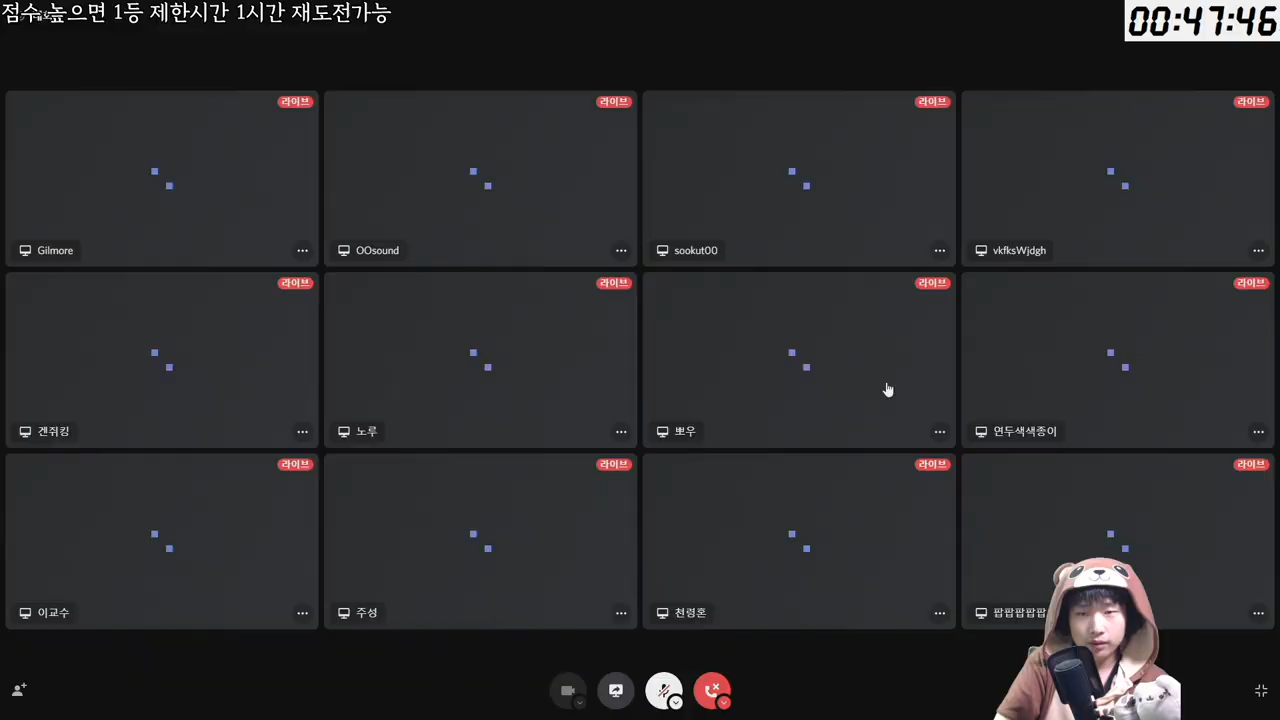 점수 높으면 1등 제한시간 1시간 재도전가능
00:47:46
라이브
라이브
라이브
라이브
Gilmore
OOsound
sookut00
vkfksWjdgh
라이브
라이브
라이브
라이브
겐쥐킹
노루
뽀우
연두색색종이
라이브
라이브
라이브
라이브
이교수
주성
천령혼
팝팝팝팝팝